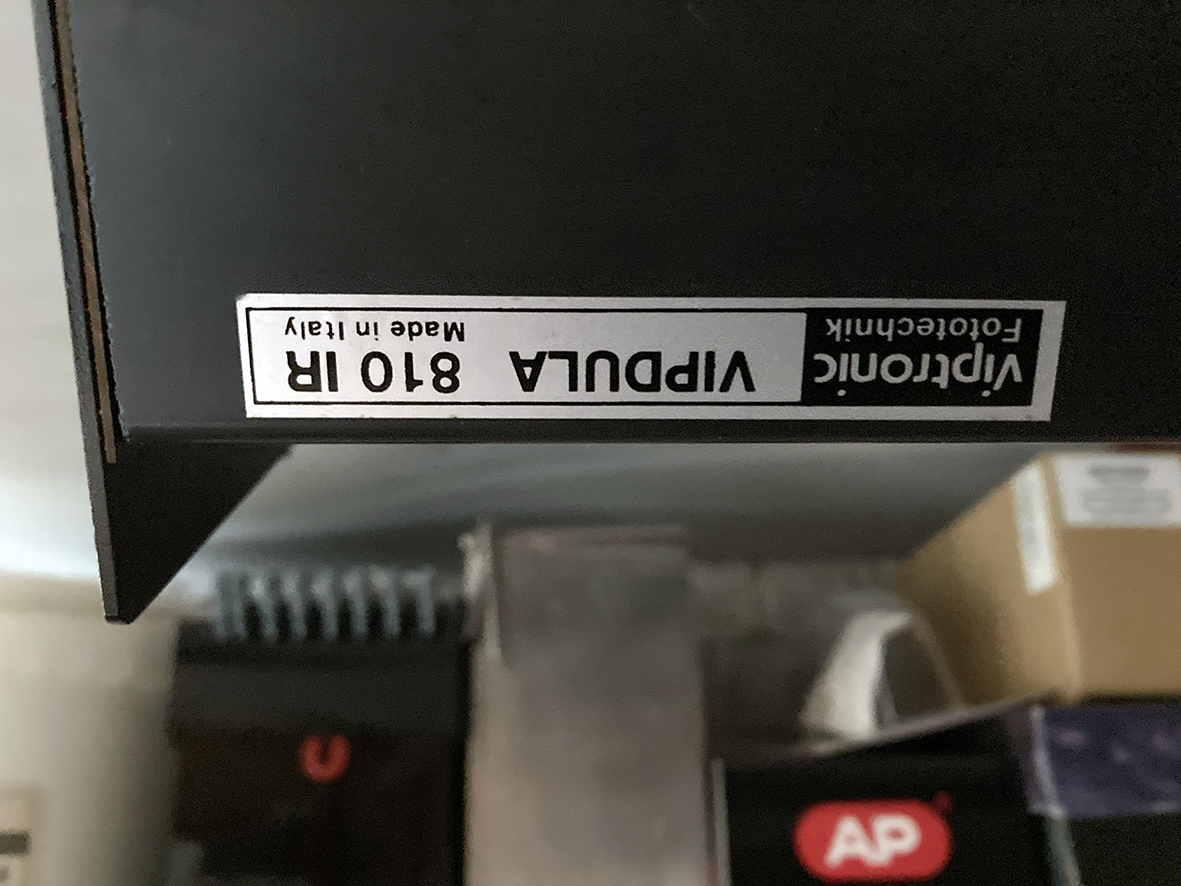 Viptronic
Fototechnik
VIPDULA 810 IR
Made in Italy
U
AP